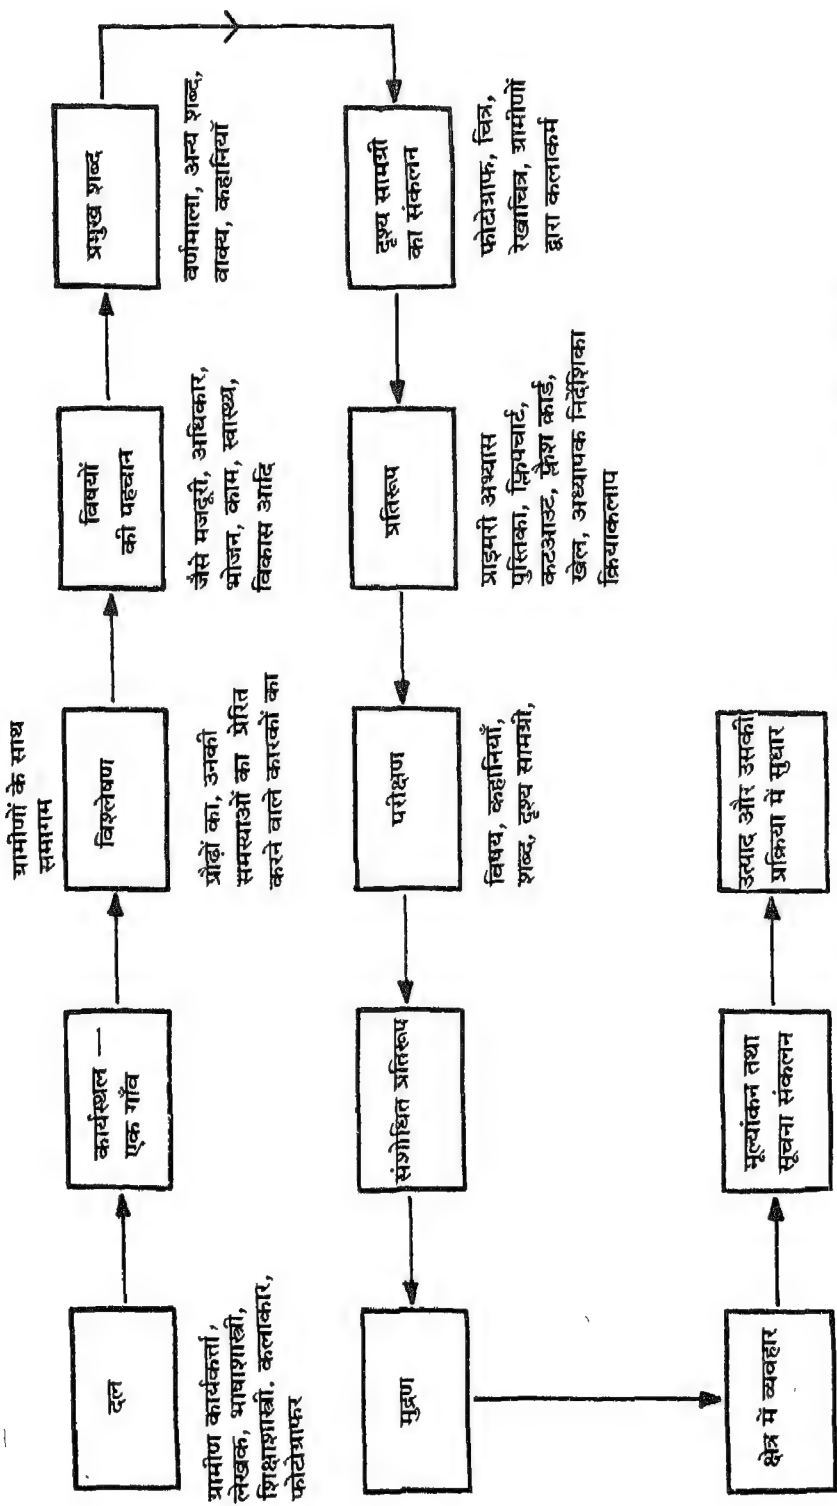 दल
ग्रामीण कार्यकर्त्ता,
लेखक, भाषाशास्त्री,
शिक्षाशास्त्री. कलाकार,
फोटोग्राफर
कार्यस्थल —
एक गाँव
ग्रामीणों के साथ
समागम
विश्लेषण
प्रौढ़ों का, उनकी
समस्याओं का प्रेरित
करने वाले कारकों का
विषयों
की पहचान
जैसे मजदूरी, अधिकार,
भोजन, काम, स्वास्थ्य,
विकास आदि
प्रमुख शब्द
वर्णमाला, अन्य शब्द,
वाक्य, कहानियाँ
दृश्य सामग्री
का संकलन
फोटोग्राफ, चित्र,
रेखाचित्र, ग्रामीणों
द्वारा कलाकर्म
प्रतिरूप
प्राइमरी अभ्यास
पुस्तिका, फ़्लिपचार्ट,
कटआउट, फ़्लैश कार्ड,
खेल, अध्यापक निर्देशिका
क्रियाकलाप
परीक्षण
विषय, कहानियाँ,
शब्द, दृश्य सामग्री,
संशोधित प्रतिरूप
मुद्रण
क्षेत्र में व्यवहार
मूल्यांकन तथा
सूचना संकलन
उत्पाद और उसकी
प्रक्रिया में सुधार